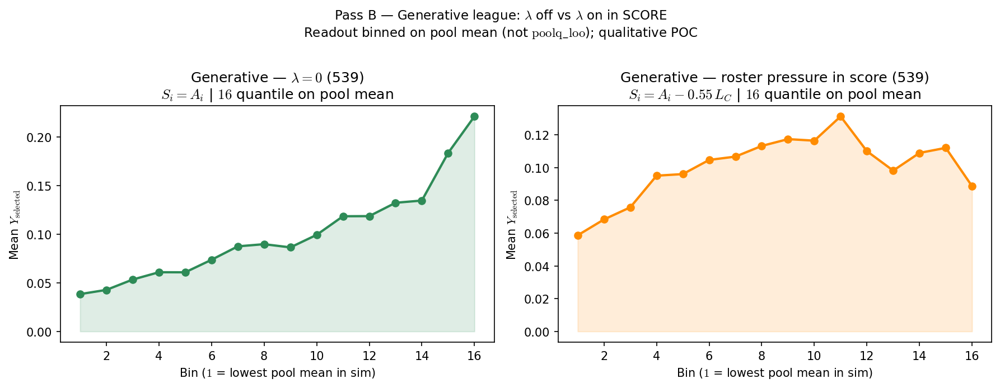 Pass B — Generative league: λ off vs λ on in SCORE
Readout binned on pool mean (not poolq_loo); qualitative POC
Generative — λ = 0 (539)
S_i = A_i | 16 quantile on pool mean
Mean Y_selected
0.20
0.15
0.10
0.05
0.00
2 4 6 8 10 12 14 16
Bin (1 = lowest pool mean in sim)
Generative — roster pressure in score (539)
S_i = A_i − 0.55 L_C | 16 quantile on pool mean
Mean Y_selected
0.12
0.10
0.08
0.06
0.04
0.02
0.00
2 4 6 8 10 12 14 16
Bin (1 = lowest pool mean in sim)